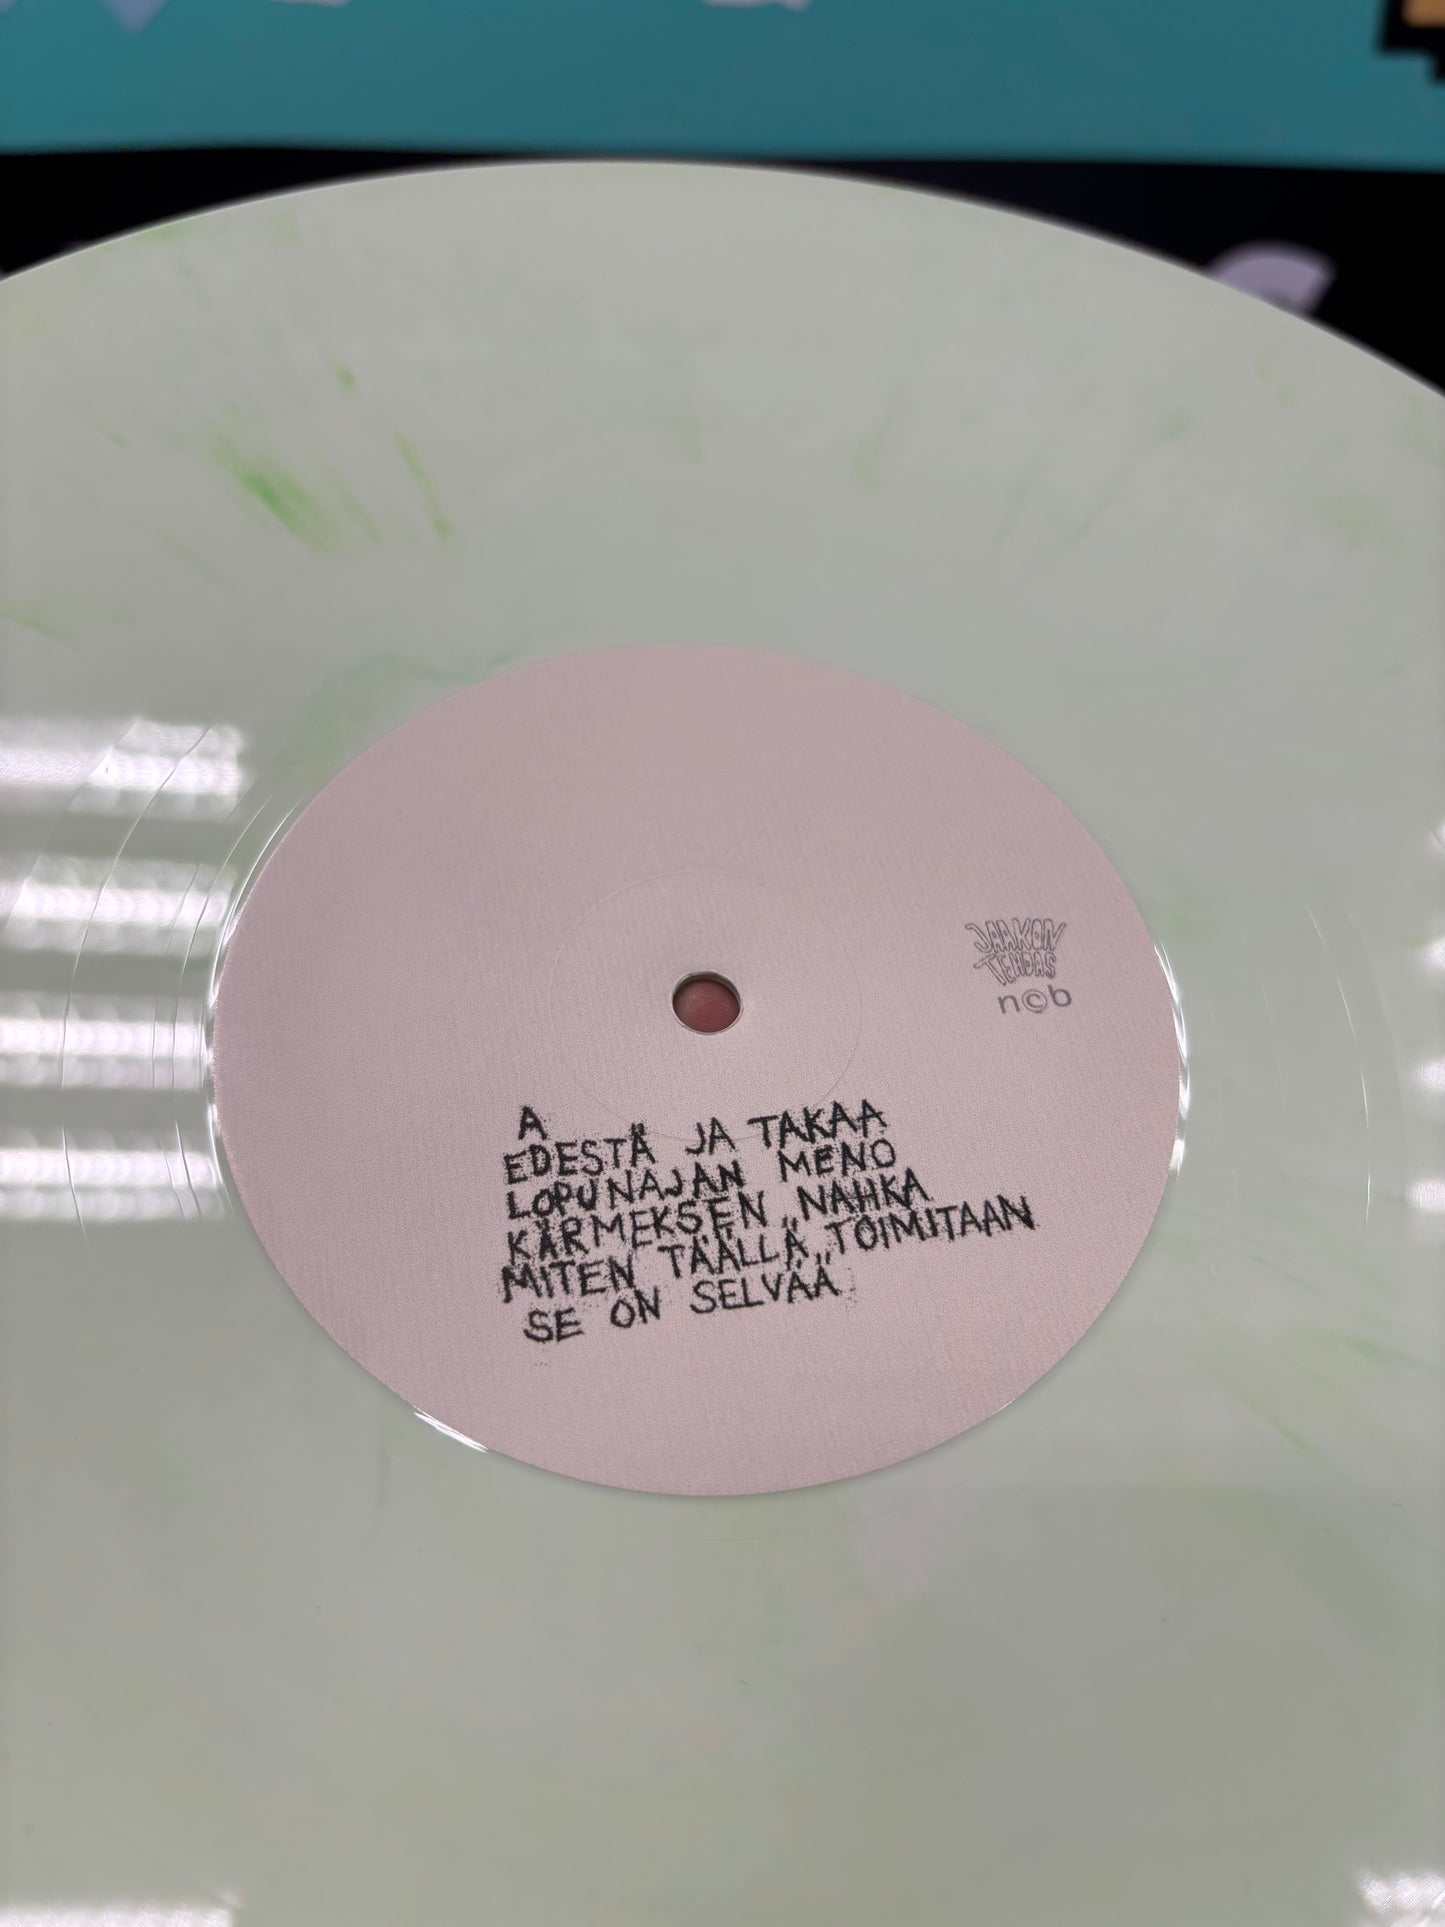 JAAKON
TEHDAS
n©b
A
EDESTÄ JA TAKAA
LOPUNAJAN MENO
KÄRMEKSEN NAHKA
MITEN TÄÄLLÄ TOIMITAAN
SE ON SELVÄÄ